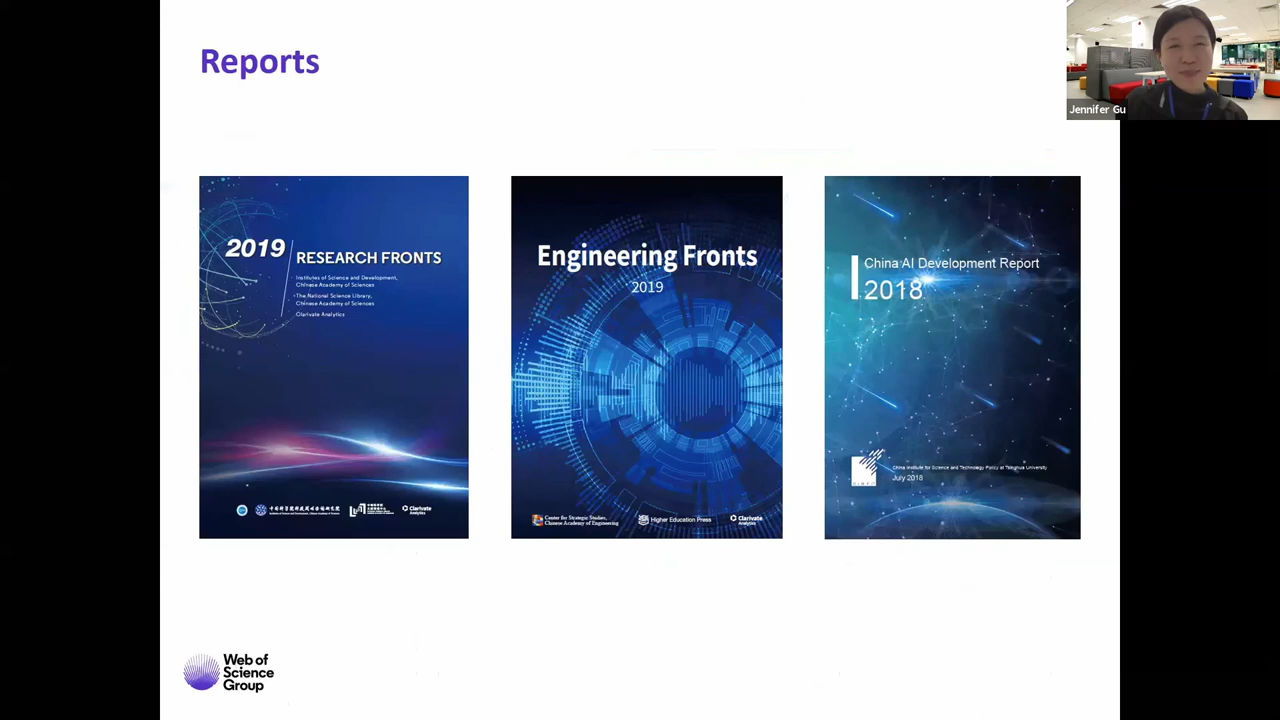 Reports
Jennifer Gu
2019
RESEARCH FRONTS
Institutes of Science and Development,
Chinese Academy of Sciences
The National Science Library,
Chinese Academy of Sciences
Clarivate Analytics
Clarivate
Analytics
Engineering Fronts
2019
Center for Strategic Studies,
Chinese Academy of Engineering
Higher Education Press
Clarivate
Analytics
China AI Development Report
2018
China Institute for Science and Technology Policy at Tsinghua University
July 2018
Web of
Science
Group